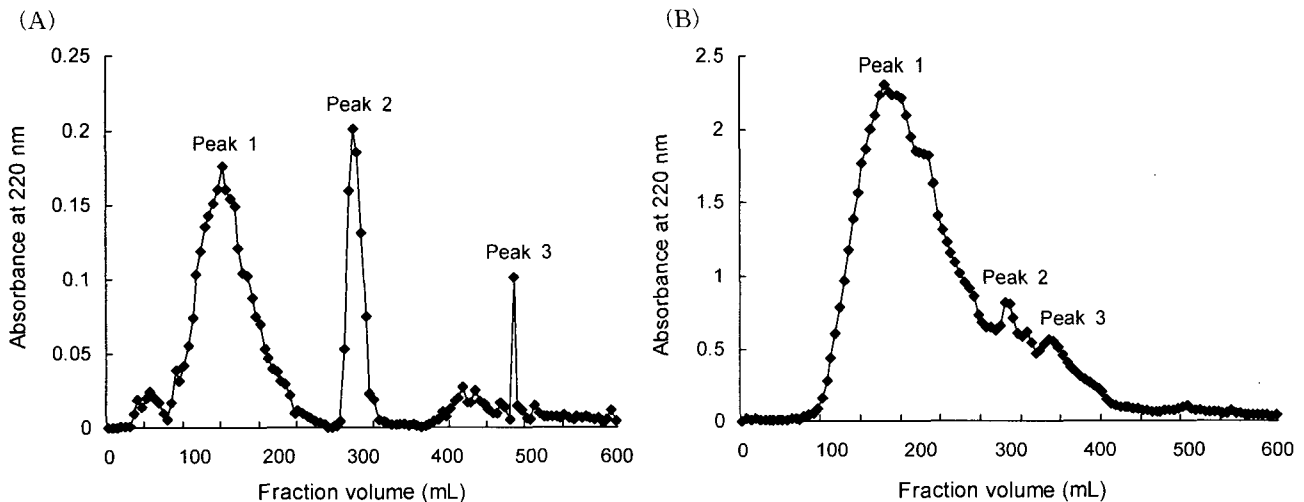 (A)
0.25
0.2
0.15
0.1
0.05
0
Absorbance at 220 nm
Peak 1
Peak 2
Peak 3
0 100 200 300 400 500 600
Fraction volume (mL)
(B)
2.5
2
1.5
1
0.5
0
Absorbance at 220 nm
Peak 1
Peak 2
Peak 3
0 100 200 300 400 500 600
Fraction volume (mL)